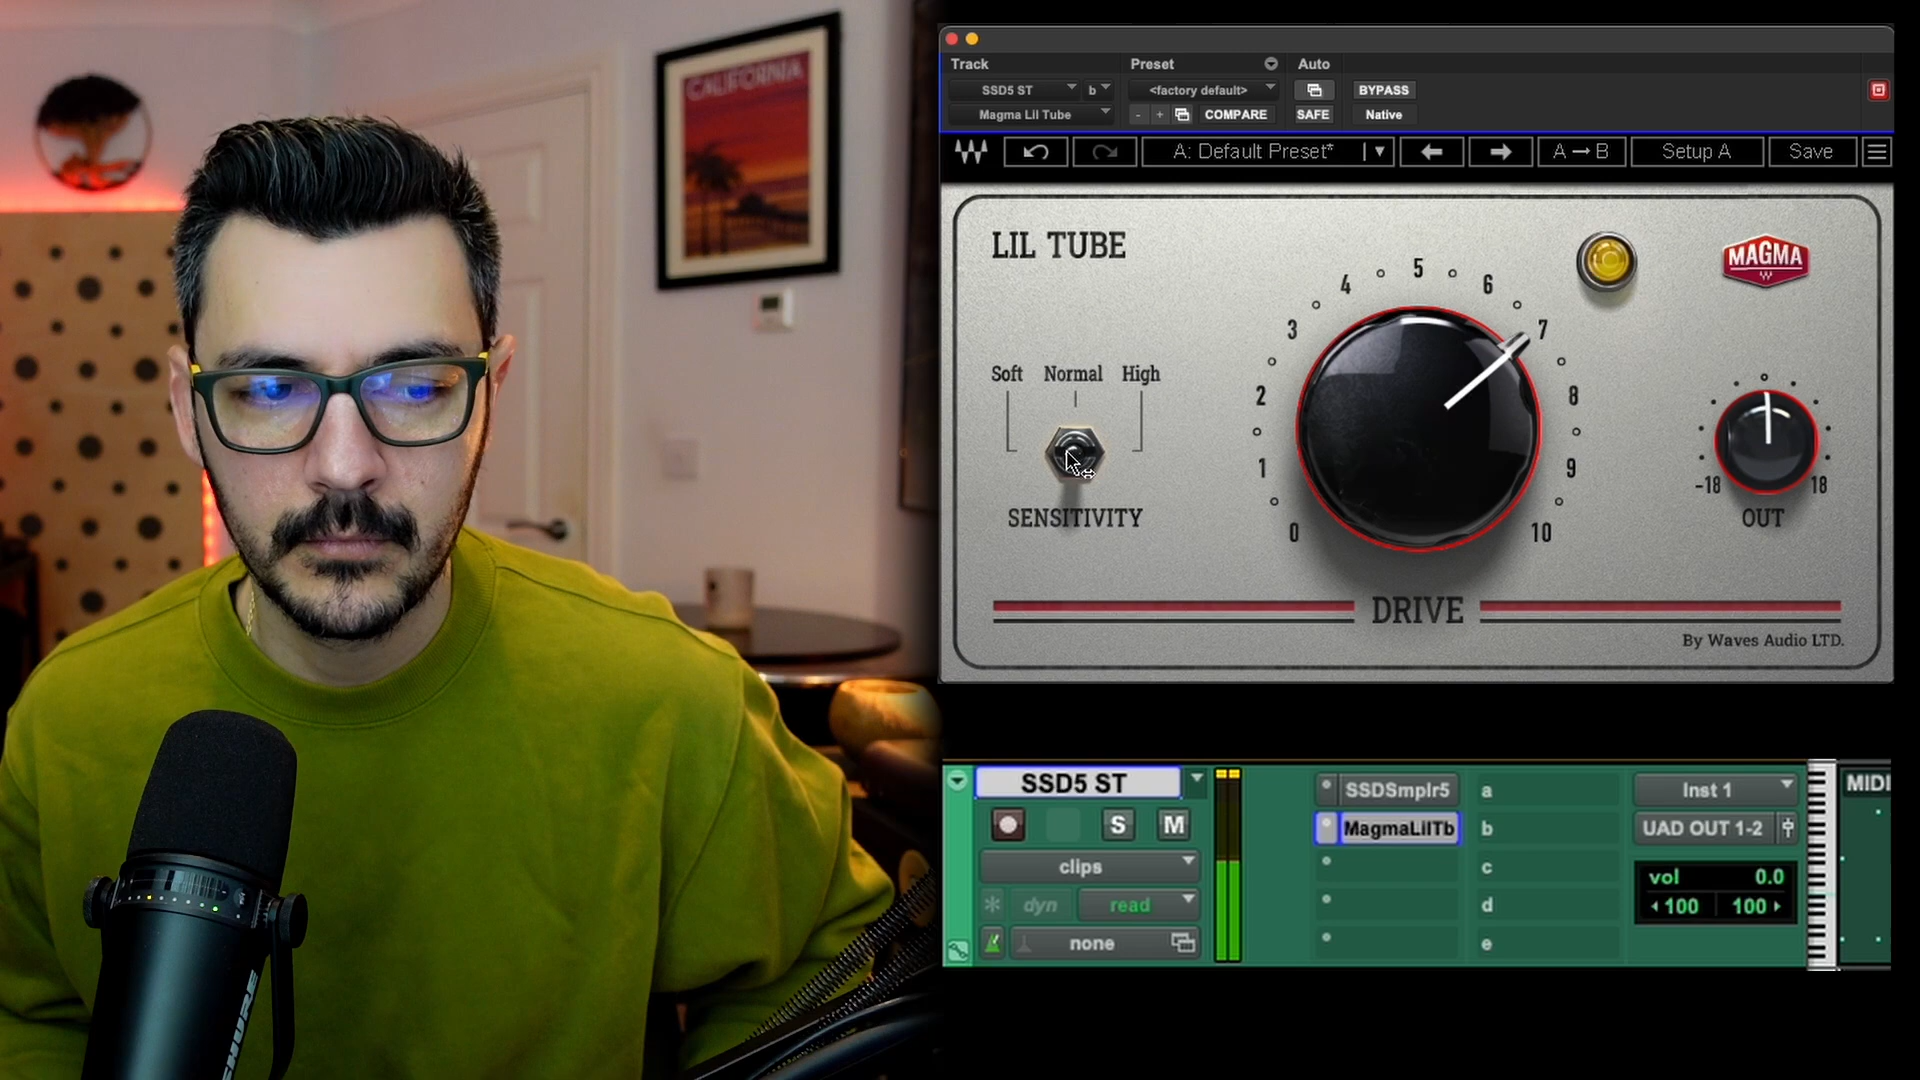 CALIFORNIA
SHURE
Track
Preset
Auto
SSD5 ST
b
<factory default>
BYPASS
Magma Lil Tube
- + COMPARE
SAFE
Native
A: Default Preset*
A → B
Setup A
Save
LIL TUBE
MAGMA
Soft Normal High
SENSITIVITY
0 1 2 3 4 5 6 7 8 9 10
-18 18
OUT
DRIVE
By Waves Audio LTD.
SSD5 ST
S M
clips
dyn
read
none
SSDSmplr5
MagmaLilTb
a
b
c
d
e
Inst 1
UAD OUT 1-2
vol 0.0
100 100
MIDI